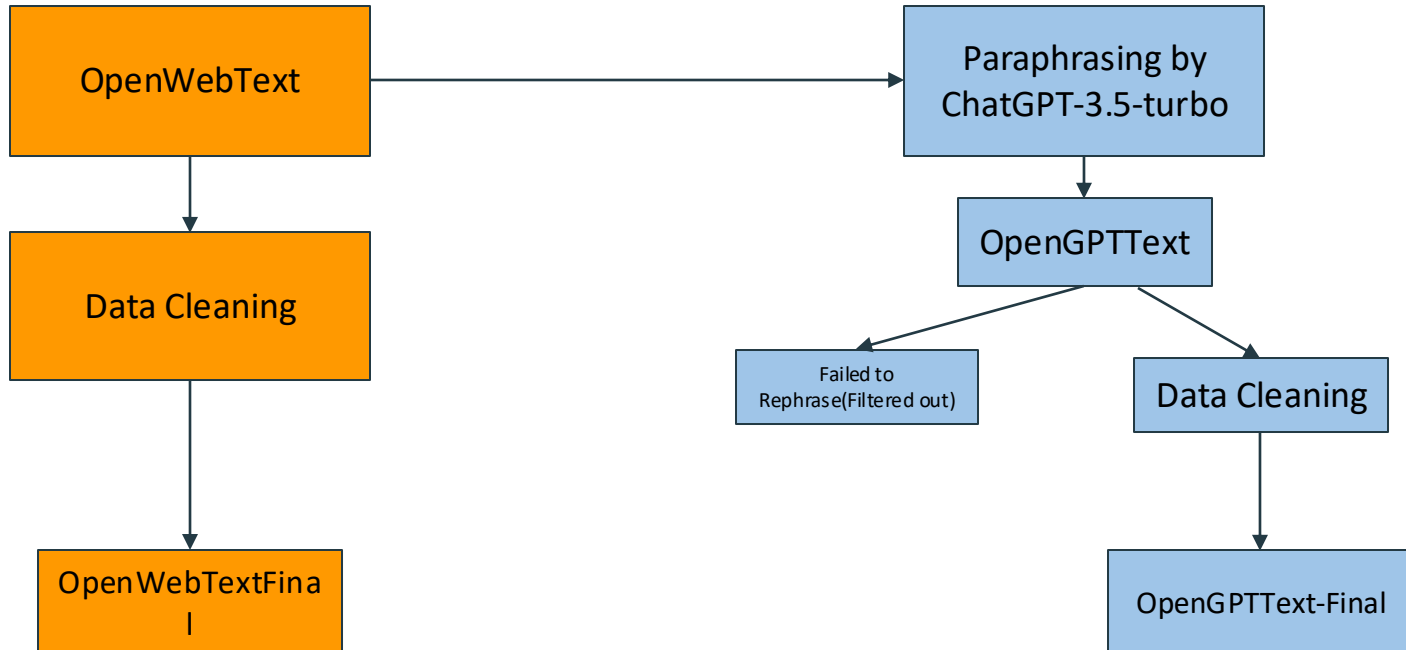 OpenWebText
Paraphrasing by
ChatGPT-3.5-turbo
OpenGPTText
Data Cleaning
Failed to
Rephrase(Filtered out)
Data Cleaning
OpenWebTextFina
l
OpenGPTText-Final